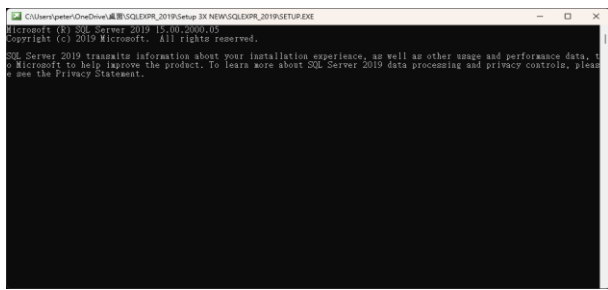 C:\Users\peter\OneDrive\桌面\SQLEXPR_2019\Setup 3X NEW\SQLEXPR_2019\SETUP.EXE
Microsoft (R) SQL Server 2019 15.00.2000.05
Copyright (c) 2019 Microsoft.  All rights reserved.
SQL Server 2019 transmits information about your installation experience, as well as other usage and performance data, t
o Microsoft to help improve the product. To learn more about SQL Server 2019 data processing and privacy controls, pleas
e see the Privacy Statement.